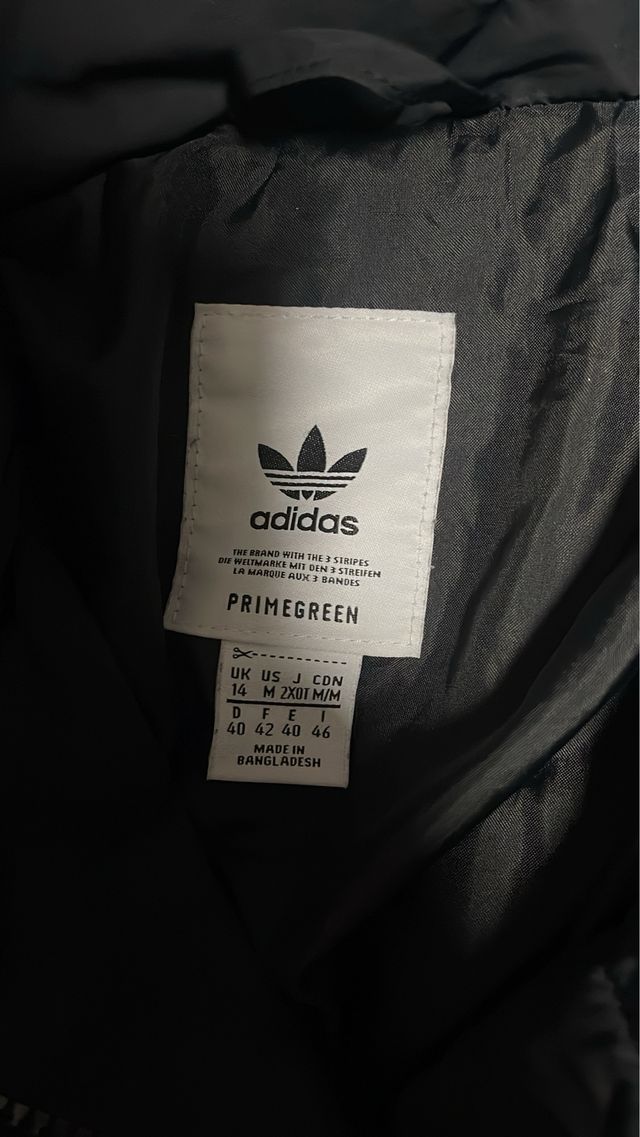 adidas
THE BRAND WITH THE 3 STRIPES
DIE WELTMARKE MIT DEN 3 STREIFEN
LA MARQUE AUX 3 BANDES
PRIMEGREEN
UK US J CDN
14 M 2XOT M/M
D F E I
40 42 40 46
MADE IN
BANGLADESH